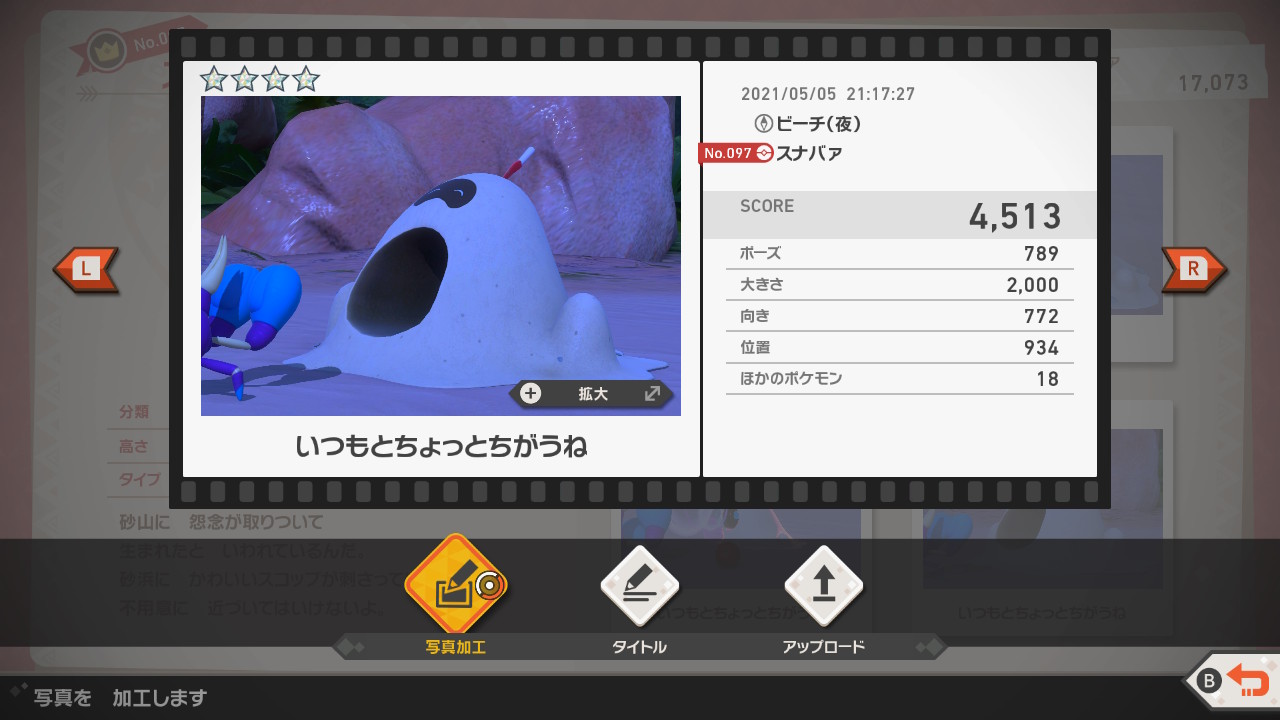 No.0
17,073
2021/05/05 21:17:27
ビーチ(夜)
No.097 スナバァ
SCORE 4,513
ポーズ 789
大きさ 2,000
向き 772
位置 934
ほかのポケモン 18
L
R
+ 拡大
いつもとちょっとちがうね
分類
高さ
タイプ
砂山に 怨念が取りついて
生まれたと いわれているんだ。
砂浜に かわいいスコップが刺さって
不用意に 近づいてはいけないよ
いつもとちょっとちが
いつもとちょっとちがうね
写真加工
タイトル
アップロード
B
写真を 加工します